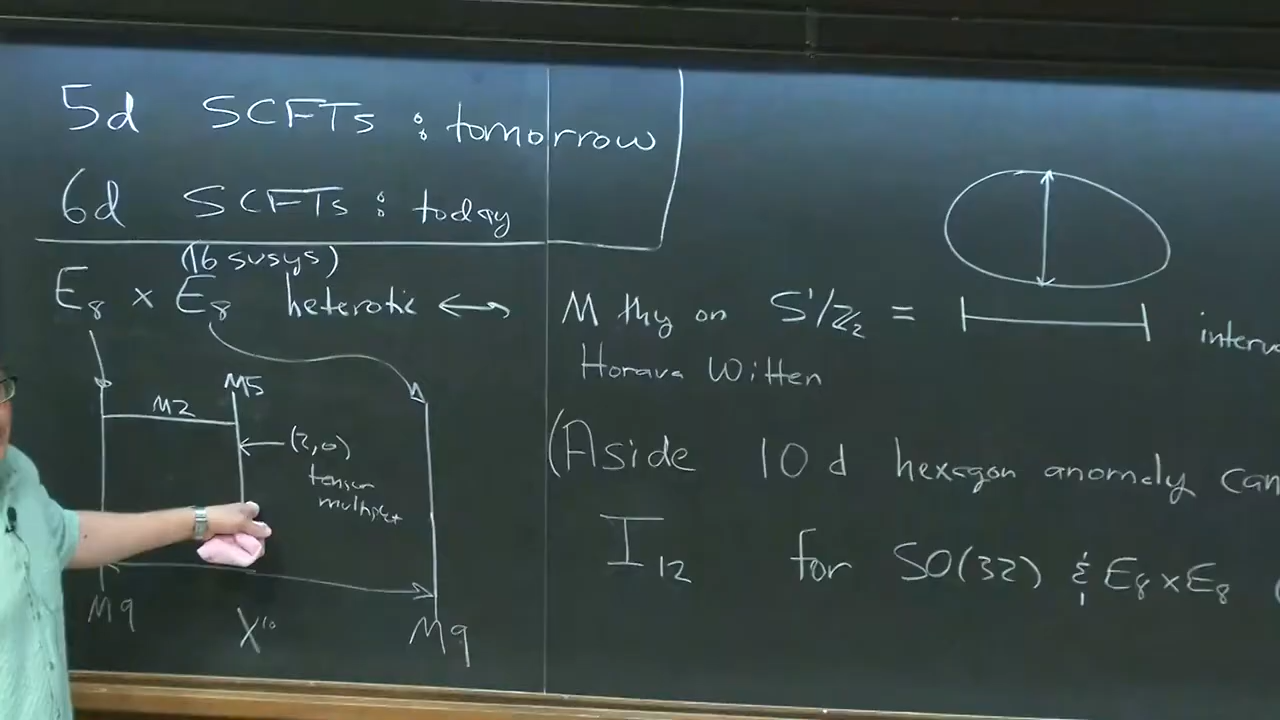 5d SCFTs : tomorrow
6d SCFTs : today
(16 susys)
E8 × E8 heterotic ↔ M thy on S¹/ℤ2 =
Horava Witten
M5
M2
(2,0)
tensor
multiplet
M9
X¹⁰
M9
(Aside 10d hexagon anomaly can
I12 for SO(32) & E8×E8